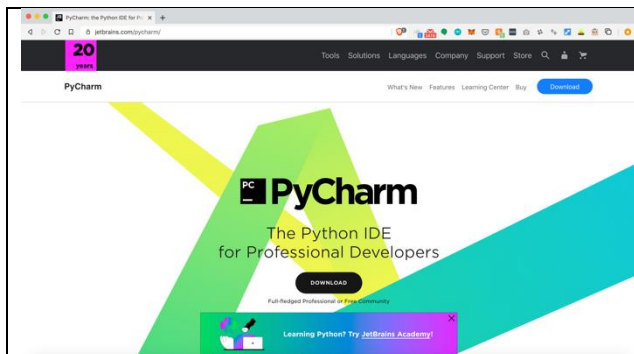 PyCharm: the Python IDE for Pro
jetbrains.com/pycharm/
20
years
Tools Solutions Languages Company Support Store
PyCharm
What's New Features Learning Center Buy Download
PC
PyCharm
The Python IDE
for Professional Developers
DOWNLOAD
Full-fledged Professional or Free Community
Learning Python? Try JetBrains Academy!